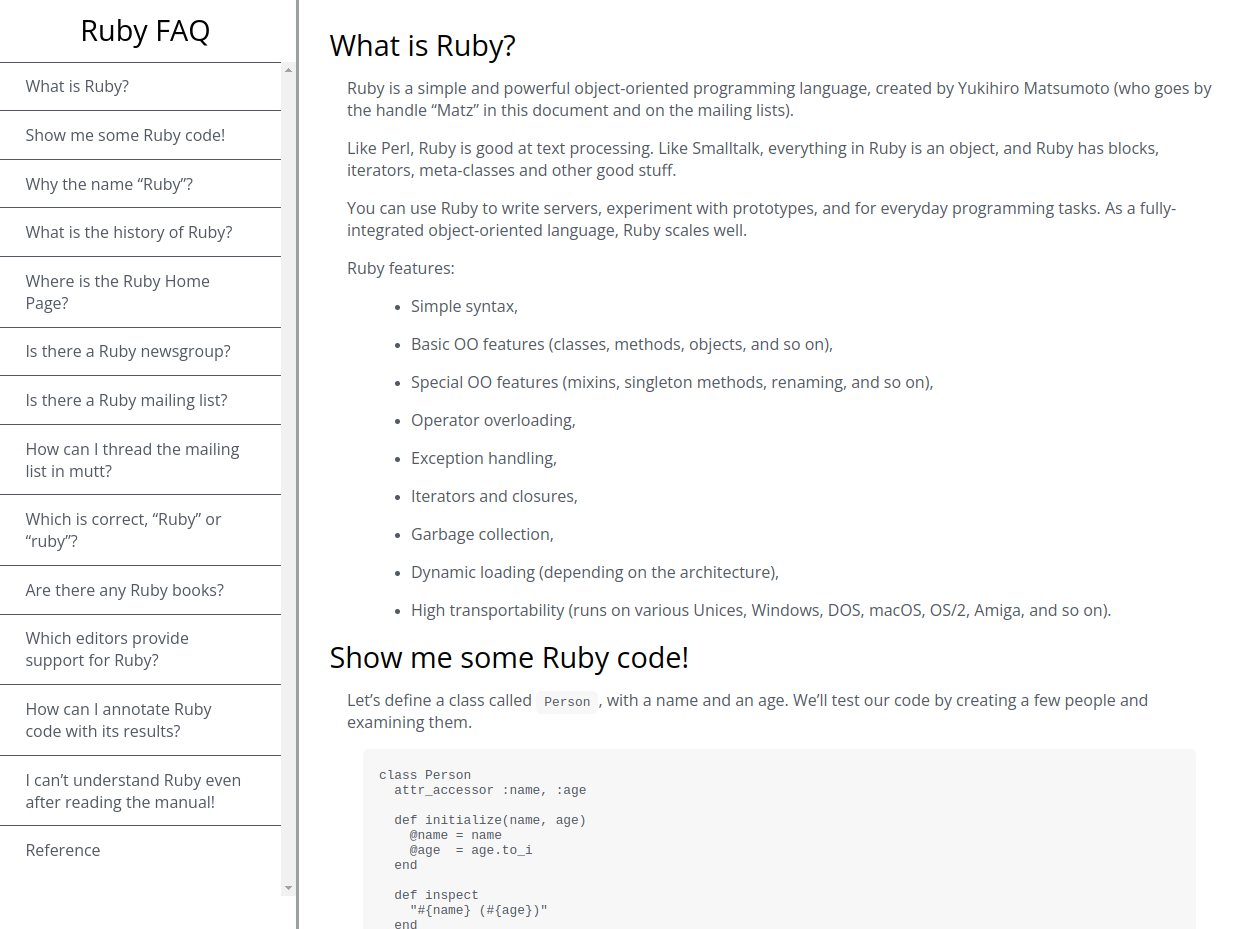 Ruby FAQ
What is Ruby?
Show me some Ruby code!
Why the name “Ruby”?
What is the history of Ruby?
Where is the Ruby Home
Page?
Is there a Ruby newsgroup?
Is there a Ruby mailing list?
How can I thread the mailing
list in mutt?
Which is correct, “Ruby” or
“ruby”?
Are there any Ruby books?
Which editors provide
support for Ruby?
How can I annotate Ruby
code with its results?
I can’t understand Ruby even
after reading the manual!
Reference
What is Ruby?
Ruby is a simple and powerful object-oriented programming language, created by Yukihiro Matsumoto (who goes by
the handle “Matz” in this document and on the mailing lists).
Like Perl, Ruby is good at text processing. Like Smalltalk, everything in Ruby is an object, and Ruby has blocks,
iterators, meta-classes and other good stuff.
You can use Ruby to write servers, experiment with prototypes, and for everyday programming tasks. As a fully-
integrated object-oriented language, Ruby scales well.
Ruby features:
• Simple syntax,
• Basic OO features (classes, methods, objects, and so on),
• Special OO features (mixins, singleton methods, renaming, and so on),
• Operator overloading,
• Exception handling,
• Iterators and closures,
• Garbage collection,
• Dynamic loading (depending on the architecture),
• High transportability (runs on various Unices, Windows, DOS, macOS, OS/2, Amiga, and so on).
Show me some Ruby code!
Let’s define a class called Person, with a name and an age. We’ll test our code by creating a few people and
examining them.
class Person
  attr_accessor :name, :age
  def initialize(name, age)
    @name = name
    @age  = age.to_i
  end
  def inspect
    "#{name} (#{age})"
  end